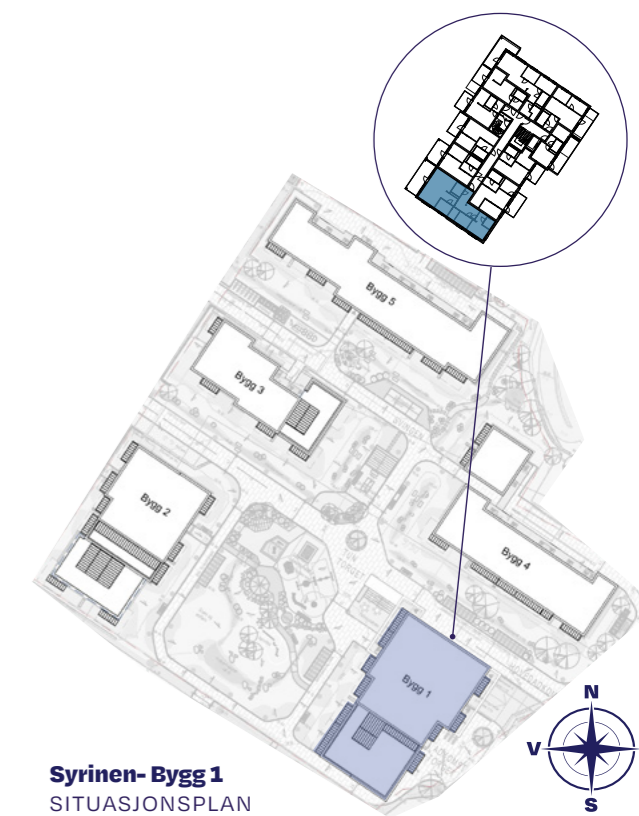 Bygg 5
Bygg 3
Bygg 2
Bygg 4
Bygg 1
N
V
S
Syrinen- Bygg 1
SITUASJONSPLAN